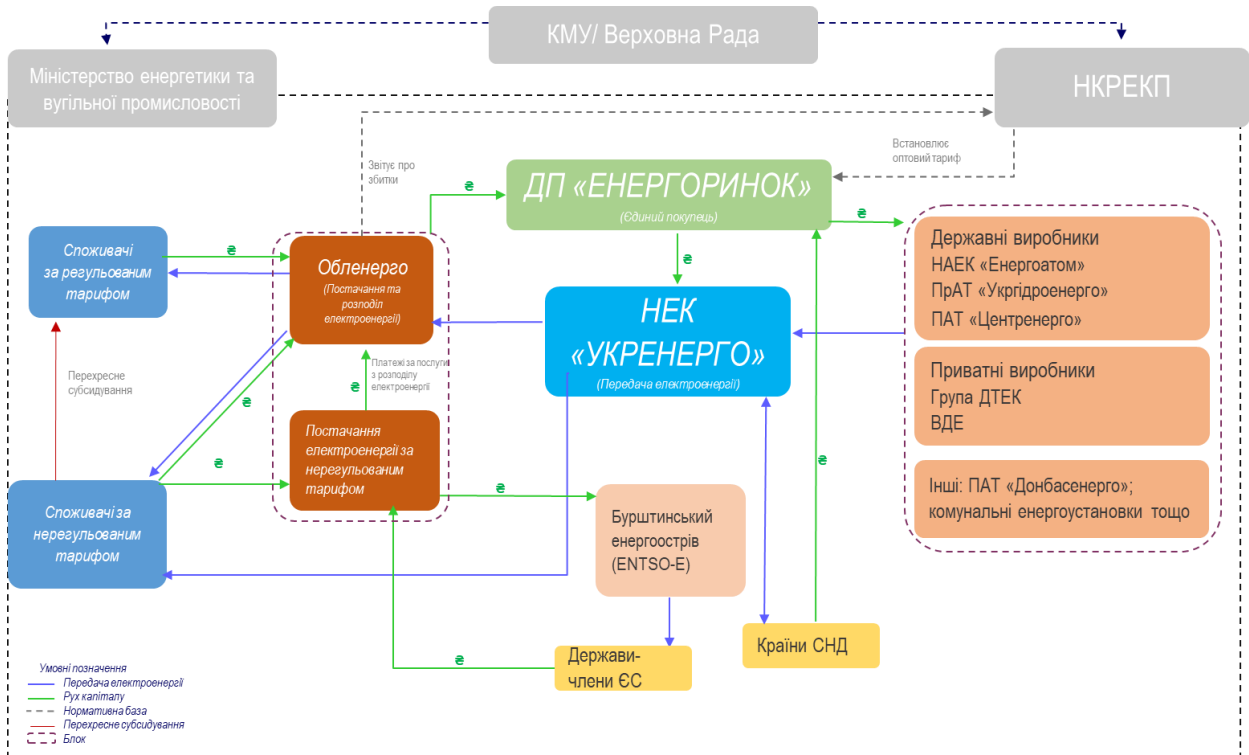 КМУ/ Верховна Рада
Міністерство енергетики та
вугільної промисловості
НКРЕКП
Звітує про
збитки
Встановлює
оптовий тариф
ДП «ЕНЕРГОРИНОК»
(Єдиний покупець)
₴
₴
₴
₴
Споживачі
за регульованим
тарифом
Обленерго
(Постачання та
розподіл
електроенергії)
НЕК
«УКРЕНЕРГО»
(Передача електроенергії)
Державні виробники
НАЕК «Енергоатом»
ПрАТ «Укргідроенерго»
ПАТ «Центренерго»
Приватні виробники
Група ДТЕК
ВДЕ
Інші: ПАТ «Донбасенерго»;
комунальні енергоустановки тощо
Перехресне
субсидування
Платежі за послуги
з розподілу
електроенергії
₴
₴
Постачання
електроенергії за
нерегульованим
тарифом
₴
₴
₴
Споживачі за
нерегульованим
тарифом
Бурштинський
енергоострів
(ENTSO-E)
Держави-
члени ЄС
₴
Країни СНД
Умовні позначення
Передача електроенергії
Рух капіталу
Нормативна база
Перехресне субсидування
Блок